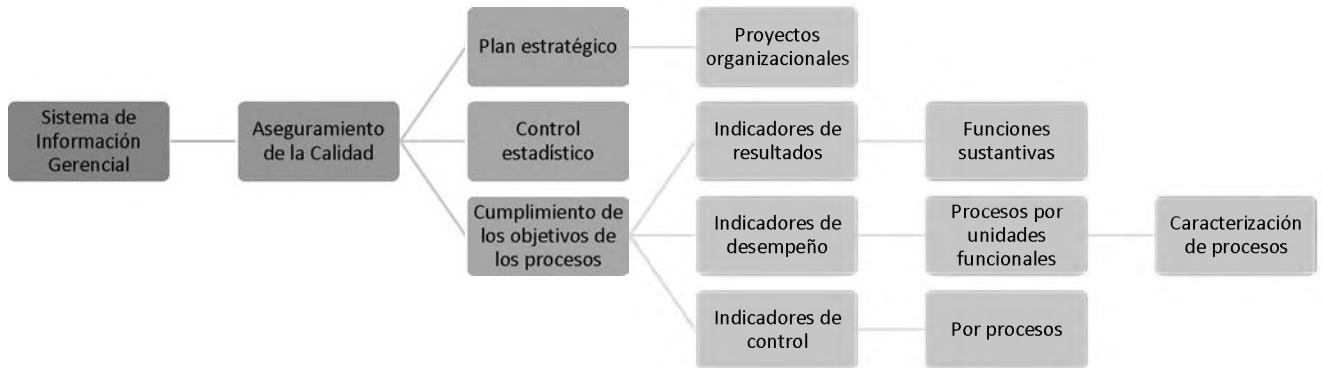 Sistema de
Información
Gerencial
Aseguramiento
de la Calidad
Plan estratégico
Proyectos
organizacionales
Control
estadístico
Cumplimiento de
los objetivos de
los procesos
Indicadores de
resultados
Funciones
sustantivas
Indicadores de
desempeño
Procesos por
unidades
funcionales
Caracterización
de procesos
Indicadores de
control
Por procesos